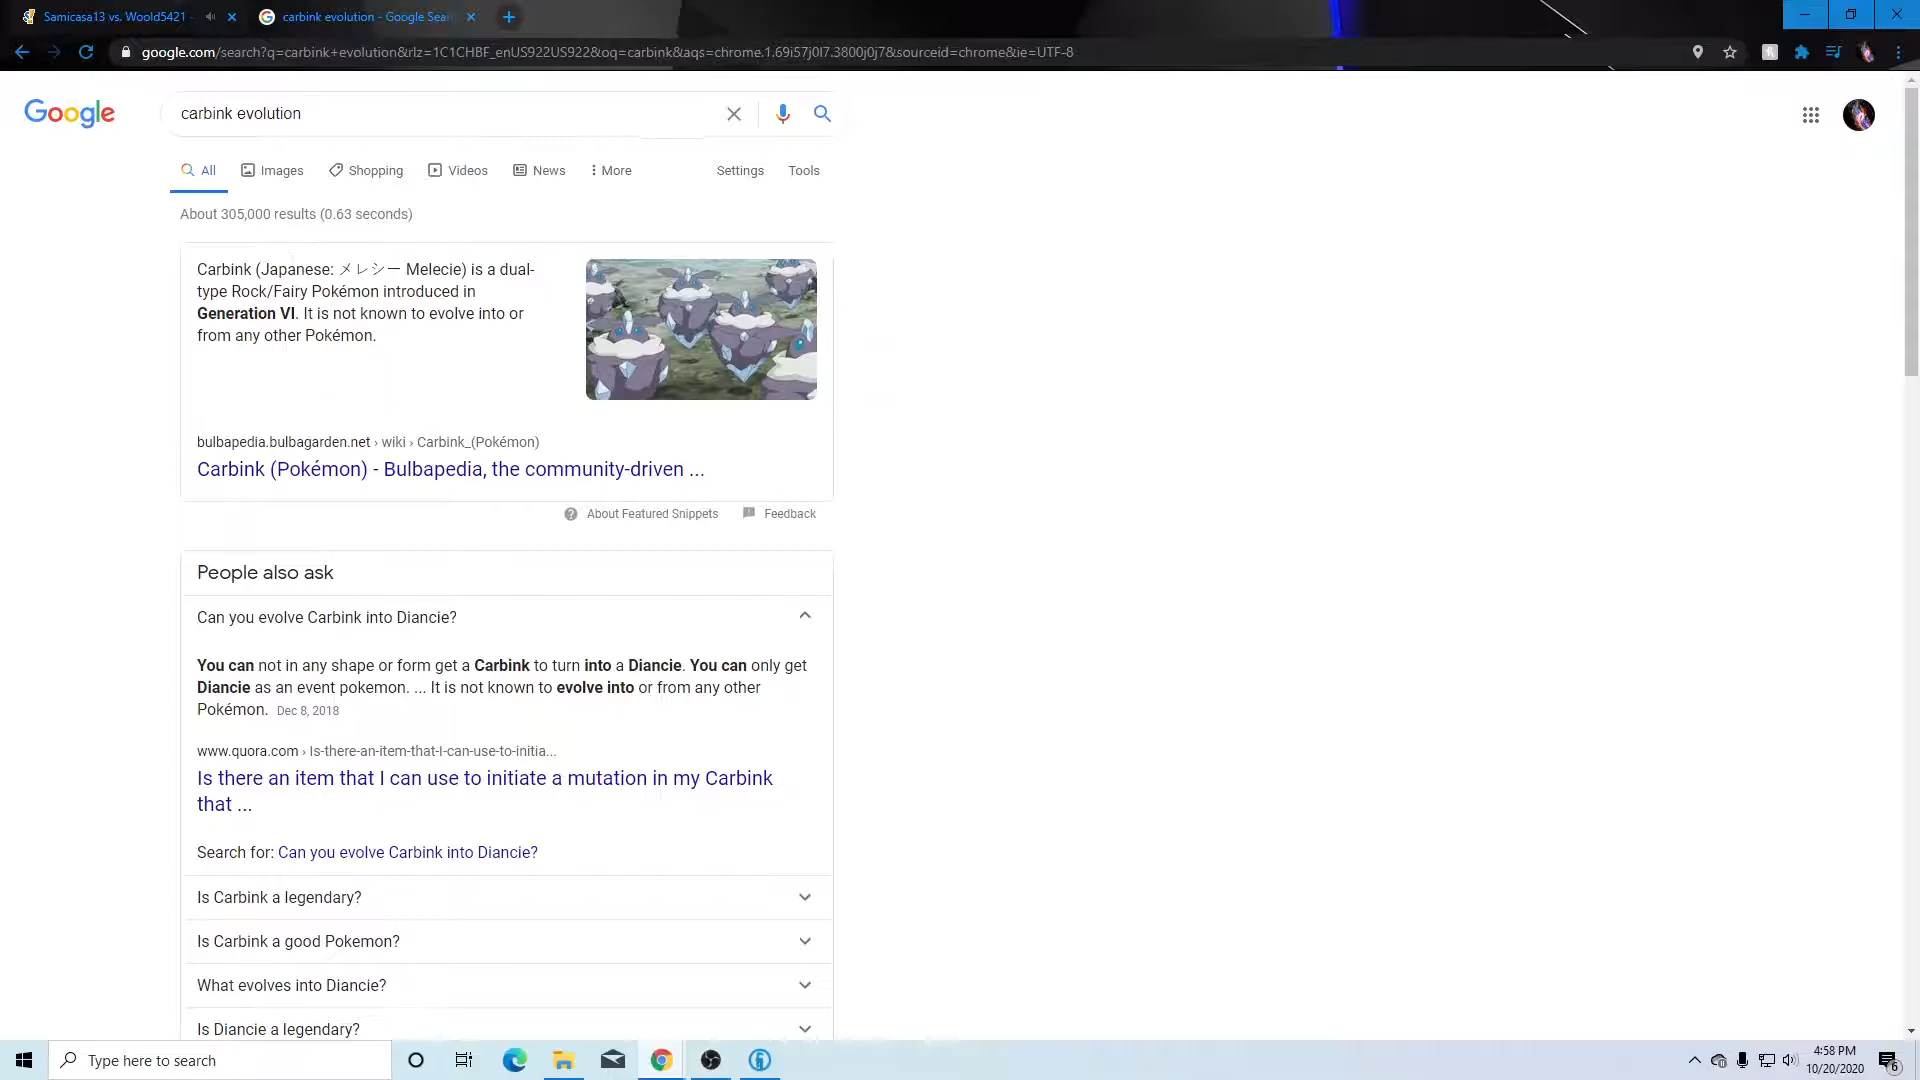 Samicasa13 vs. Woold5421 -
carbink evolution - Google Sear
google.com/search?q=carbink+evolution&rlz=1C1CHBF_enUS922US922&oq=carbink&aqs=chrome.1.69i57j0l7.3800j0j7&sourceid=chrome&ie=UTF-8
Google
carbink evolution
All Images Shopping Videos News More Settings Tools
About 305,000 results (0.63 seconds)
Carbink (Japanese: メレシー Melecie) is a dual-
type Rock/Fairy Pokémon introduced in
Generation VI. It is not known to evolve into or
from any other Pokémon.
bulbapedia.bulbagarden.net › wiki › Carbink_(Pokémon)
Carbink (Pokémon) - Bulbapedia, the community-driven ...
About Featured Snippets Feedback
People also ask
Can you evolve Carbink into Diancie?
You can not in any shape or form get a Carbink to turn into a Diancie. You can only get
Diancie as an event pokemon. ... It is not known to evolve into or from any other
Pokémon. Dec 8, 2018
www.quora.com › Is-there-an-item-that-I-can-use-to-initia...
Is there an item that I can use to initiate a mutation in my Carbink
that ...
Search for: Can you evolve Carbink into Diancie?
Is Carbink a legendary?
Is Carbink a good Pokemon?
What evolves into Diancie?
Is Diancie a legendary?
Type here to search
4:58 PM
10/20/2020
6